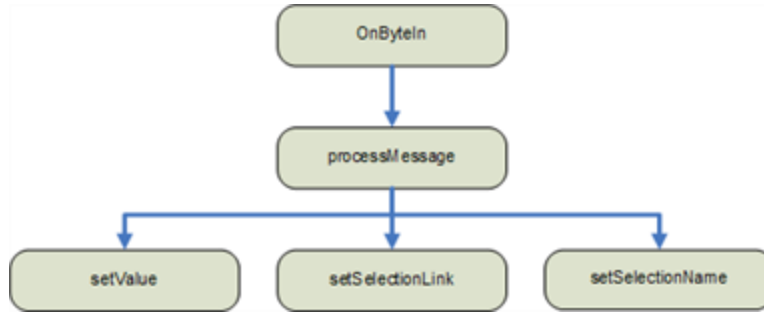 OnByteIn
processMessage
setValue
setSelectionLink
setSelectionName